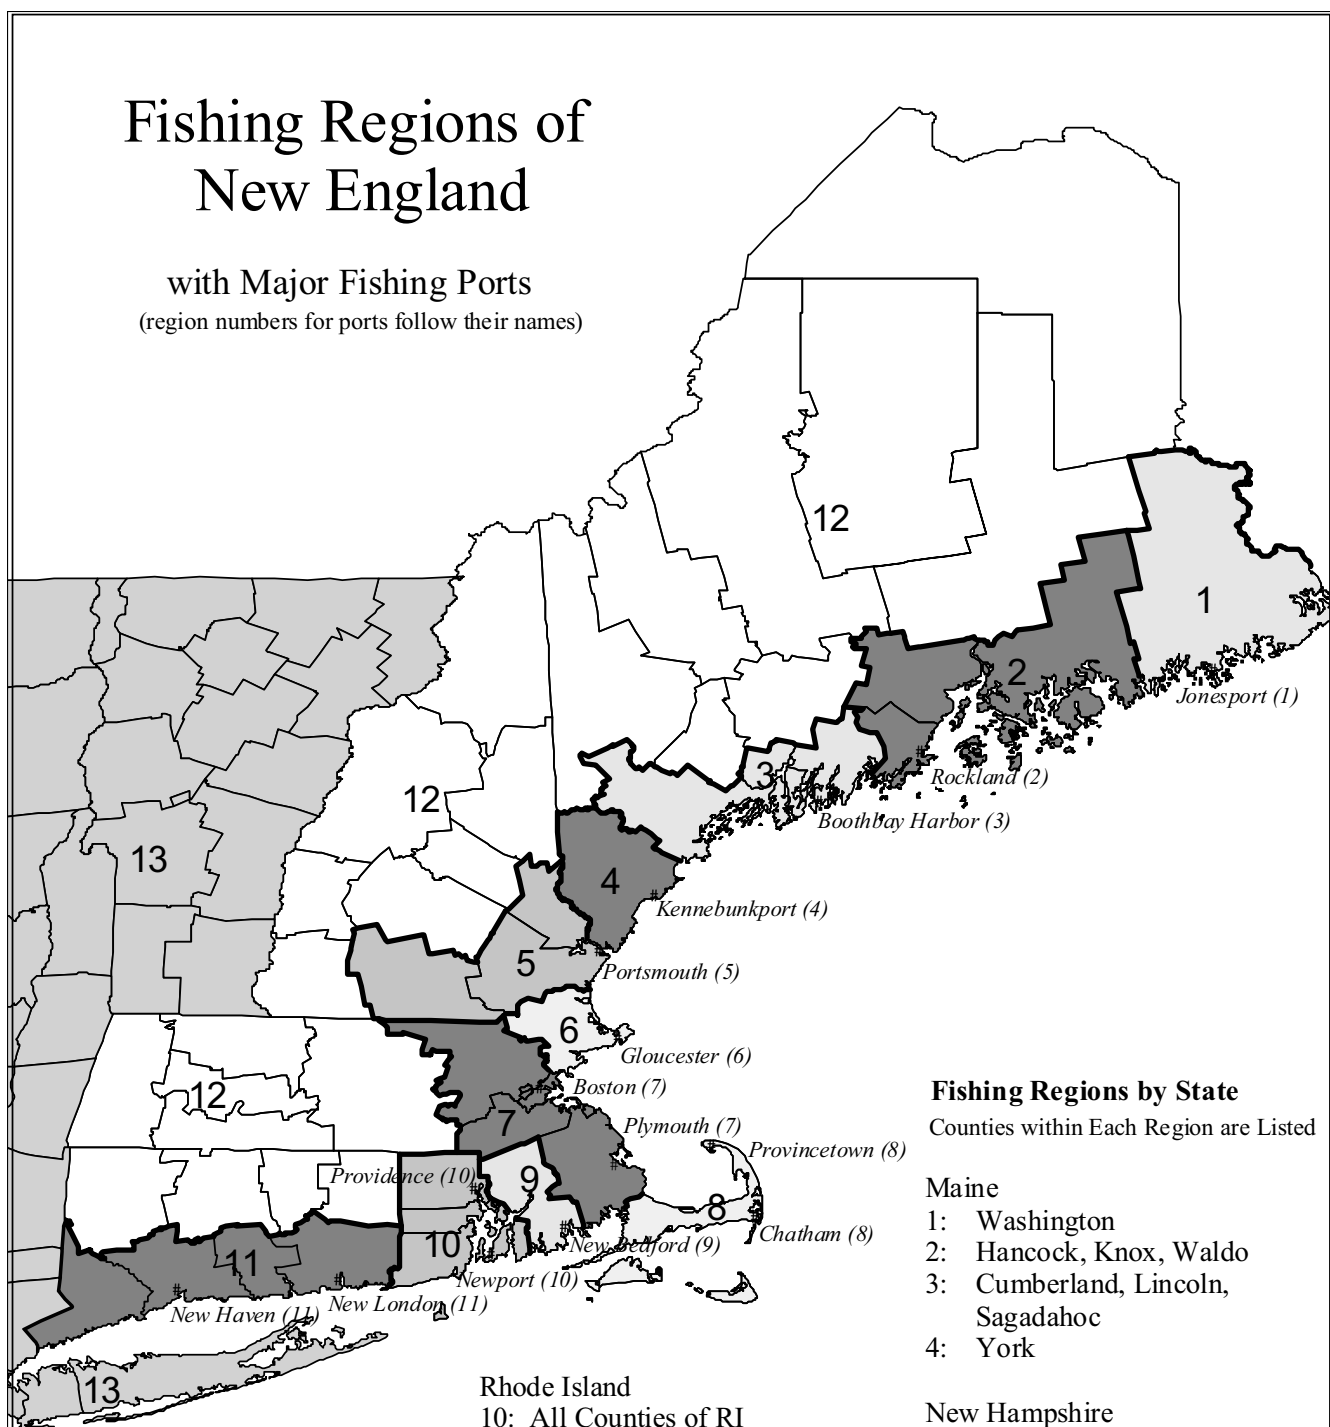 Fishing Regions of
New England
with Major Fishing Ports
(region numbers for ports follow their names)
12
1
2
Jonesport (1)
Rockland (2)
3
Boothbay Harbor (3)
12
13
4
Kennebunkport (4)
5
Portsmouth (5)
6
Gloucester (6)
Boston (7)
12
7
Plymouth (7)
Provincetown (8)
Providence (10)
9
8
Chatham (8)
10
New Bedford (9)
11
Newport (10)
New Haven (11)
New London (11)
13
Fishing Regions by State
Counties within Each Region are Listed
Maine
1: Washington
2: Hancock, Knox, Waldo
3: Cumberland, Lincoln,
Sagadahoc
4: York
Rhode Island
10: All Counties of RI
New Hampshire